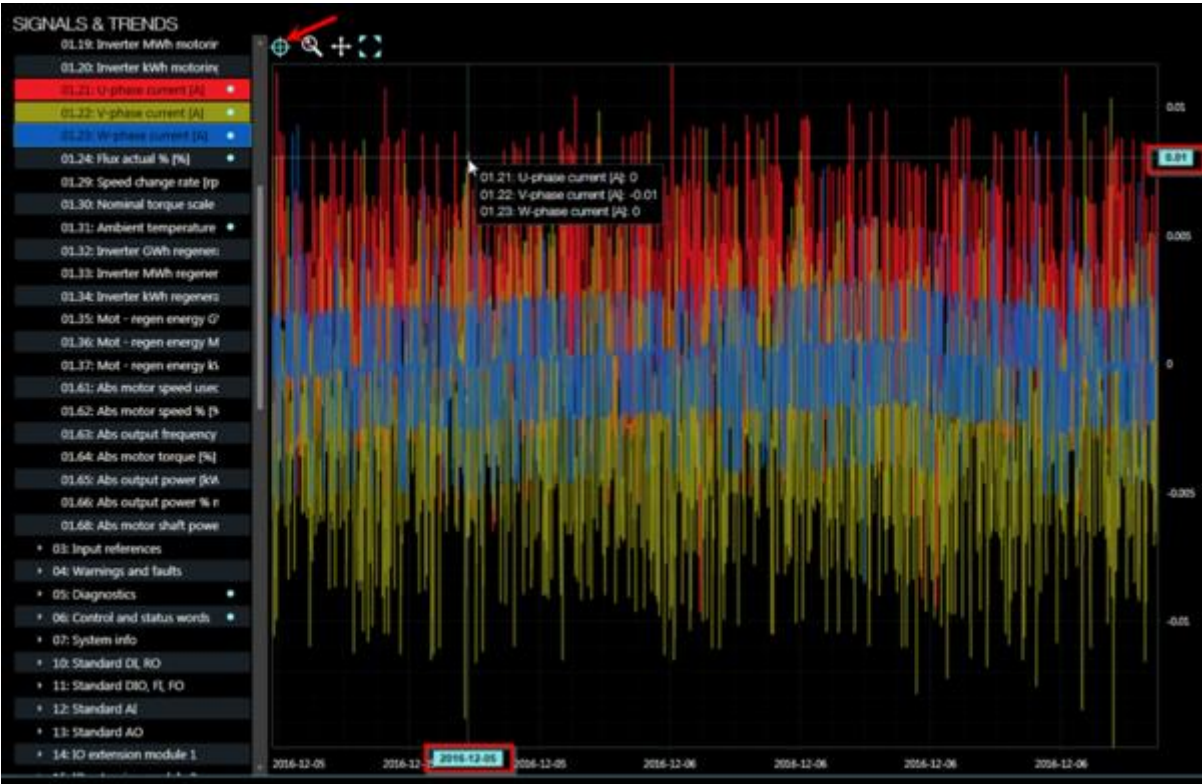 SIGNALS & TRENDS
01.19: Inverter MWh motorin
01.20: Inverter kWh motoring
01.21: U-phase current [A]
01.22: V-phase current [A]
01.23: W-phase current [A]
01.24: Flux actual % [%]
01.29: Speed change rate [rp
01.30: Nominal torque scale
01.31: Ambient temperature
01.32: Inverter GWh regener
01.33: Inverter MWh regener
01.34: Inverter kWh regenera
01.35: Mot - regen energy G
01.36: Mot - regen energy M
01.37: Mot - regen energy k
01.61: Abs motor speed used
01.62: Abs motor speed % [%
01.63: Abs output frequency
01.64: Abs motor torque [%]
01.65: Abs output power [kW
01.66: Abs output power % n
01.68: Abs motor shaft powe
03: Input references
04: Warnings and faults
05: Diagnostics
06: Control and status words
07: System info
10: Standard DI, RO
11: Standard DIO, FI, FO
12: Standard AI
13: Standard AO
14: IO extension module 1
01.21: U-phase current [A]: 0
01.22: V-phase current [A]: -0.01
01.23: W-phase current [A]: 0
0.01
0.01
0.005
0
-0.005
-0.01
2016-12-05 2016-12- 2016-12-05 2016-12-05 2016-12-06 2016-12-06 2016-12-06 2016-12-06